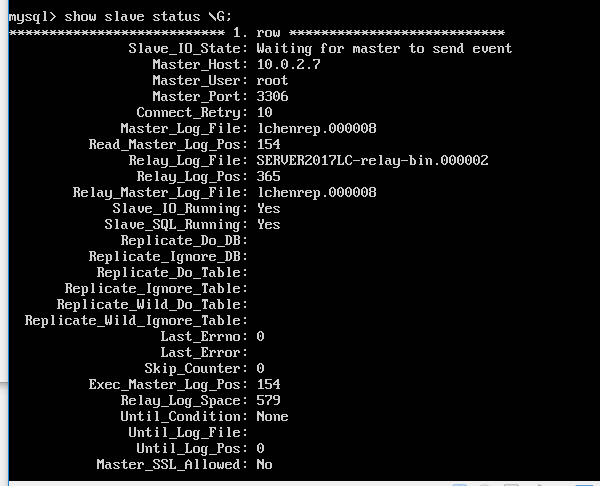 mysql> show slave status \G;
*************************** 1. row ***************************
Slave_IO_State: Waiting for master to send event
Master_Host: 10.0.2.7
Master_User: root
Master_Port: 3306
Connect_Retry: 10
Master_Log_File: lchenrep.000008
Read_Master_Log_Pos: 154
Relay_Log_File: SERVER2017LC-relay-bin.000002
Relay_Log_Pos: 365
Relay_Master_Log_File: lchenrep.000008
Slave_IO_Running: Yes
Slave_SQL_Running: Yes
Replicate_Do_DB:
Replicate_Ignore_DB:
Replicate_Do_Table:
Replicate_Ignore_Table:
Replicate_Wild_Do_Table:
Replicate_Wild_Ignore_Table:
Last_Errno: 0
Last_Error:
Skip_Counter: 0
Exec_Master_Log_Pos: 154
Relay_Log_Space: 579
Until_Condition: None
Until_Log_File:
Until_Log_Pos: 0
Master_SSL_Allowed: No